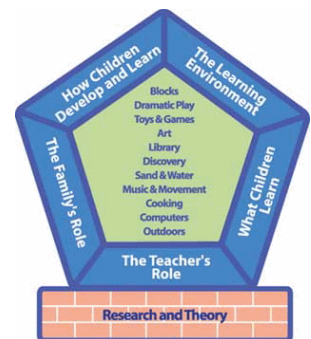 How Children
Develop and Learn
The Learning
Environment
Blocks
Dramatic Play
Toys & Games
Art
Library
Discovery
Sand & Water
Music & Movement
Cooking
Computers
Outdoors
The Family's Role
What Children
Learn
The Teacher's
Role
Research and Theory